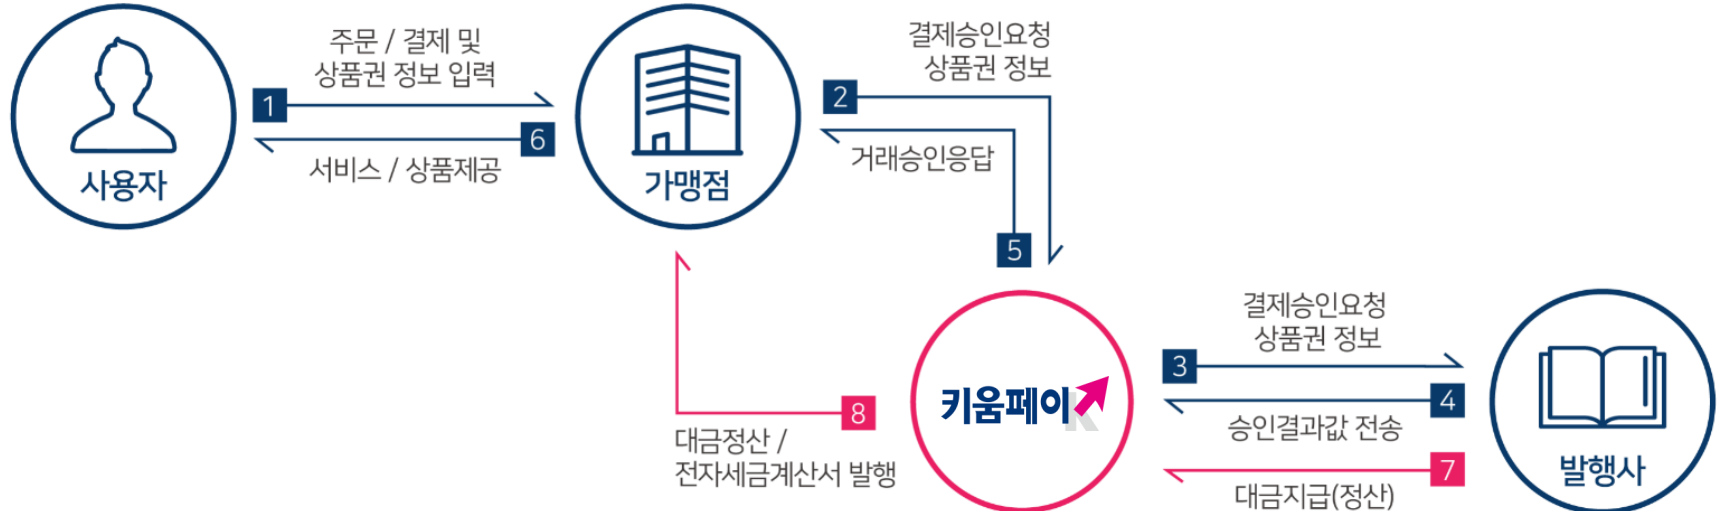 주문 / 결제 및
상품권 정보 입력
1
6
서비스 / 상품제공
사용자
가맹점
결제승인요청
상품권 정보
2
거래승인응답
5
키움페이
K
결제승인요청
상품권 정보
3
4
승인결과값 전송
7
대금지급(정산)
발행사
8
대금정산 /
전자세금계산서 발행